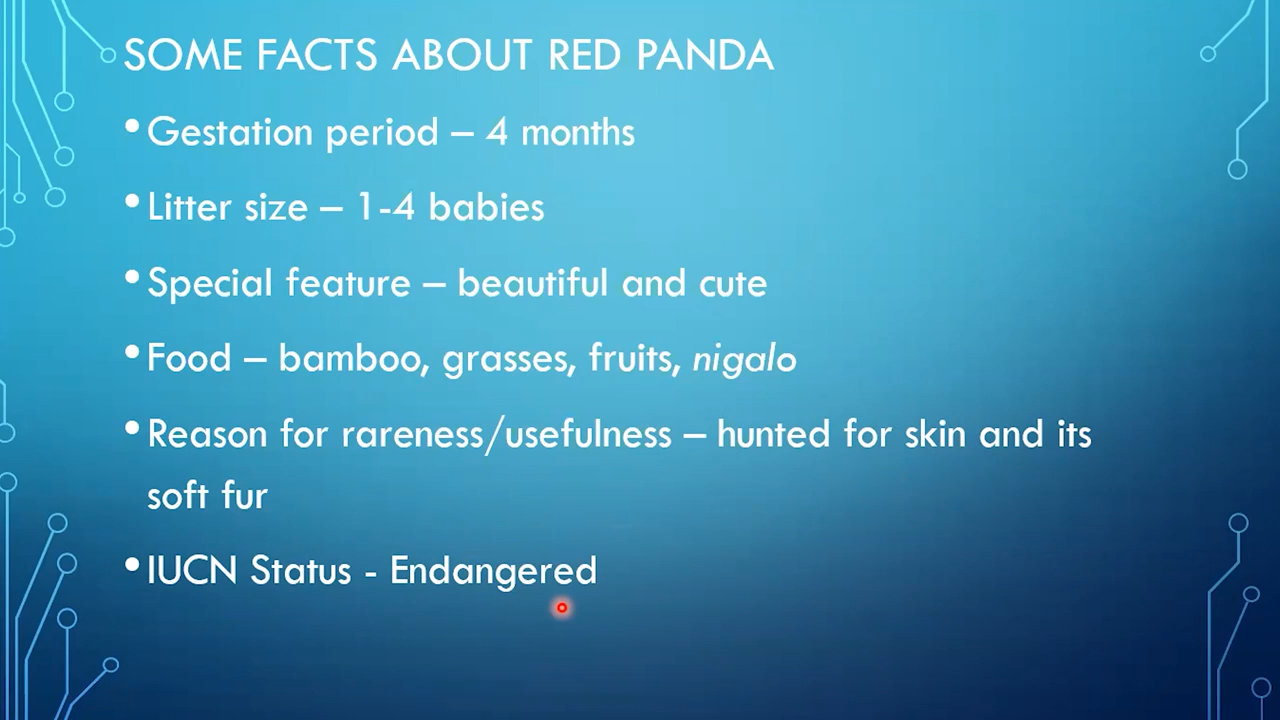 SOME FACTS ABOUT RED PANDA
• Gestation period – 4 months
• Litter size – 1-4 babies
• Special feature – beautiful and cute
• Food – bamboo, grasses, fruits, nigalo
• Reason for rareness/usefulness – hunted for skin and its
soft fur
• IUCN Status - Endangered